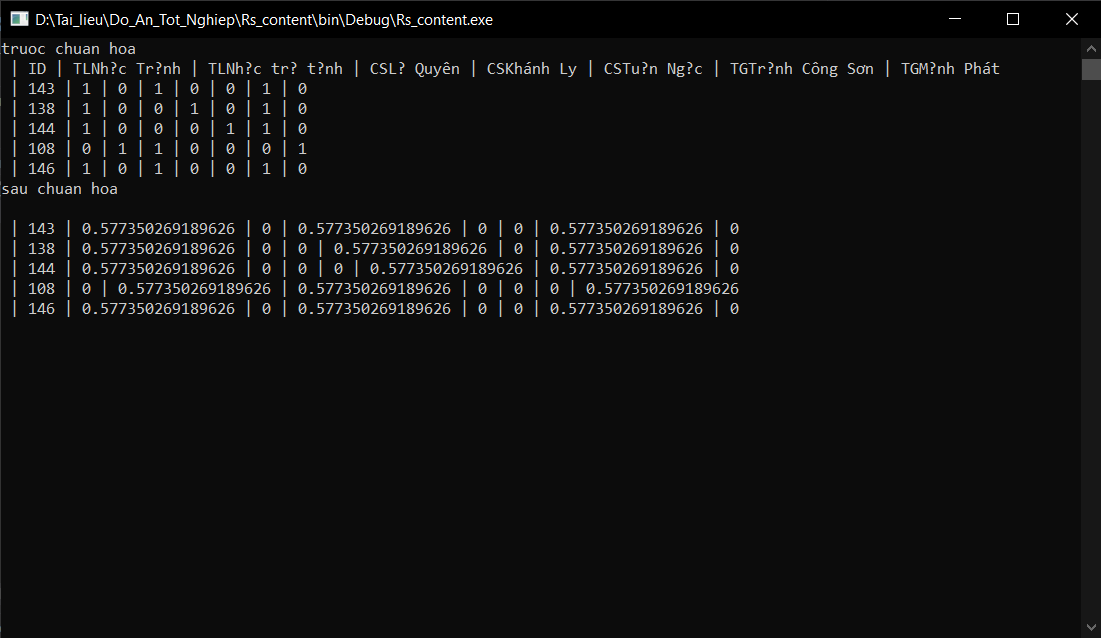 D:\Tai_lieu\Do_An_Tot_Nghiep\Rs_content\bin\Debug\Rs_content.exe
truoc chuan hoa
| ID | TLNh?c Tr?nh | TLNh?c tr? t?nh | CSL? Quyên | CSKhánh Ly | CSTu?n Ng?c | TGTr?nh Công Sơn | TGM?nh Phát
| 143 | 1 | 0 | 1 | 0 | 0 | 1 | 0
| 138 | 1 | 0 | 0 | 1 | 0 | 1 | 0
| 144 | 1 | 0 | 0 | 0 | 1 | 1 | 0
| 108 | 0 | 1 | 1 | 0 | 0 | 0 | 1
| 146 | 1 | 0 | 1 | 0 | 0 | 1 | 0
sau chuan hoa
| 143 | 0.577350269189626 | 0 | 0.577350269189626 | 0 | 0 | 0.577350269189626 | 0
| 138 | 0.577350269189626 | 0 | 0 | 0.577350269189626 | 0 | 0.577350269189626 | 0
| 144 | 0.577350269189626 | 0 | 0 | 0 | 0.577350269189626 | 0.577350269189626 | 0
| 108 | 0 | 0.577350269189626 | 0.577350269189626 | 0 | 0 | 0 | 0.577350269189626
| 146 | 0.577350269189626 | 0 | 0.577350269189626 | 0 | 0 | 0.577350269189626 | 0